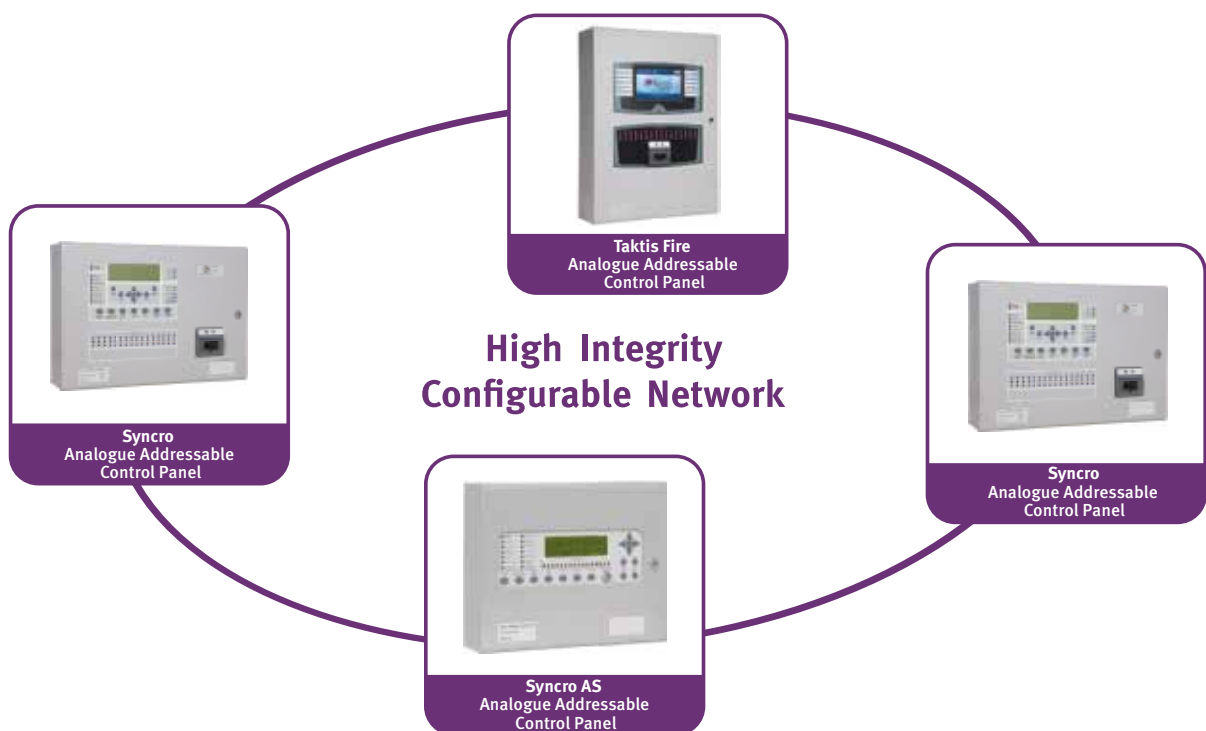 Taktis Fire
Analogue Addressable
Control Panel
Syncro
Analogue Addressable
Control Panel
High Integrity
Configurable Network
Syncro
Analogue Addressable
Control Panel
Syncro AS
Analogue Addressable
Control Panel